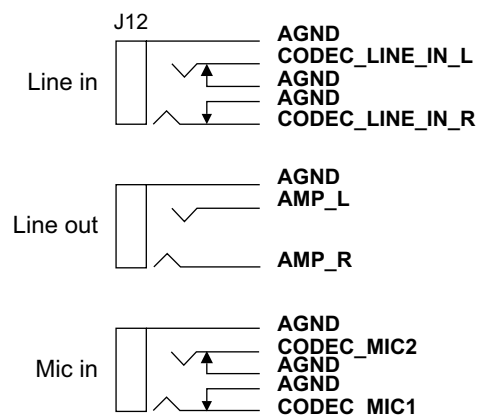 J12
Line in
AGND
CODEC_LINE_IN_L
AGND
AGND
CODEC_LINE_IN_R
Line out
AGND
AMP_L
AMP_R
Mic in
AGND
CODEC_MIC2
AGND
AGND
CODEC_MIC1